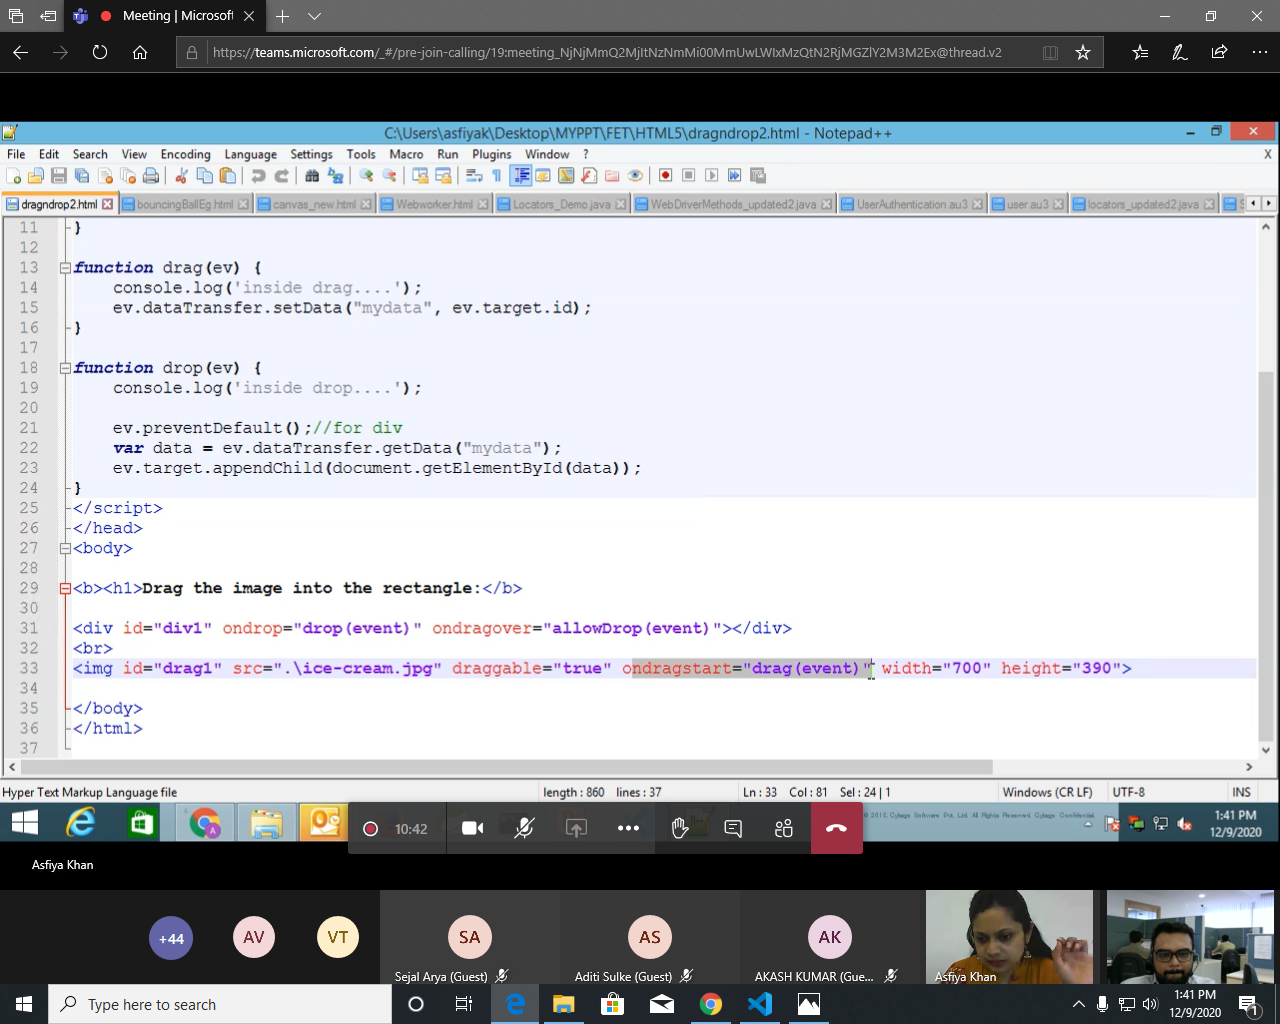 Meeting | Microsoft
https://teams.microsoft.com/_#/pre-join-calling/19:meeting_NjNjMmQ2MjItNzNmMi00MmUwLWIxMzQtN2RjMGZlY2M3M2Ex@thread.v2
C:\Users\asfiyak\Desktop\MYPPT\FET\HTML5\dragndrop2.html - Notepad++
File Edit Search View Encoding Language Settings Tools Macro Run Plugins Window ? X
dragndrop2.html bouncingBallEg.html canvas_new.html Webworker.html Locators_Demo.java WebDriverMethods_updated2.java UserAuthentication.au3 user.au3 locators_updated2.java S
11 }
12
13 function drag(ev) {
14 console.log('inside drag....');
15 ev.dataTransfer.setData("mydata", ev.target.id);
16 }
17
18 function drop(ev) {
19 console.log('inside drop....');
20
21 ev.preventDefault();//for div
22 var data = ev.dataTransfer.getData("mydata");
23 ev.target.appendChild(document.getElementById(data));
24 }
25 </script>
26 </head>
27 <body>
28
29 <b><h1>Drag the image into the rectangle:</b>
30
31 <div id="div1" ondrop="drop(event)" ondragover="allowDrop(event)"></div>
32 <br>
33 <img id="drag1" src=".\ice-cream.jpg" draggable="true" ondragstart="drag(event)" width="700" height="390">
34
35 </body>
36 </html>
37
Hyper Text Markup Language file length : 860 lines : 37 Ln : 33 Col : 81 Sel : 24 | 1 Windows (CR LF) UTF-8 INS
10:42
1:41 PM
12/9/2020
Asfiya Khan
+44 AV VT SA AS AK
Sejal Arya (Guest) Aditi Sulke (Guest) AKASH KUMAR (Gue... Asfiya Khan
Type here to search
1:41 PM
12/9/2020
1